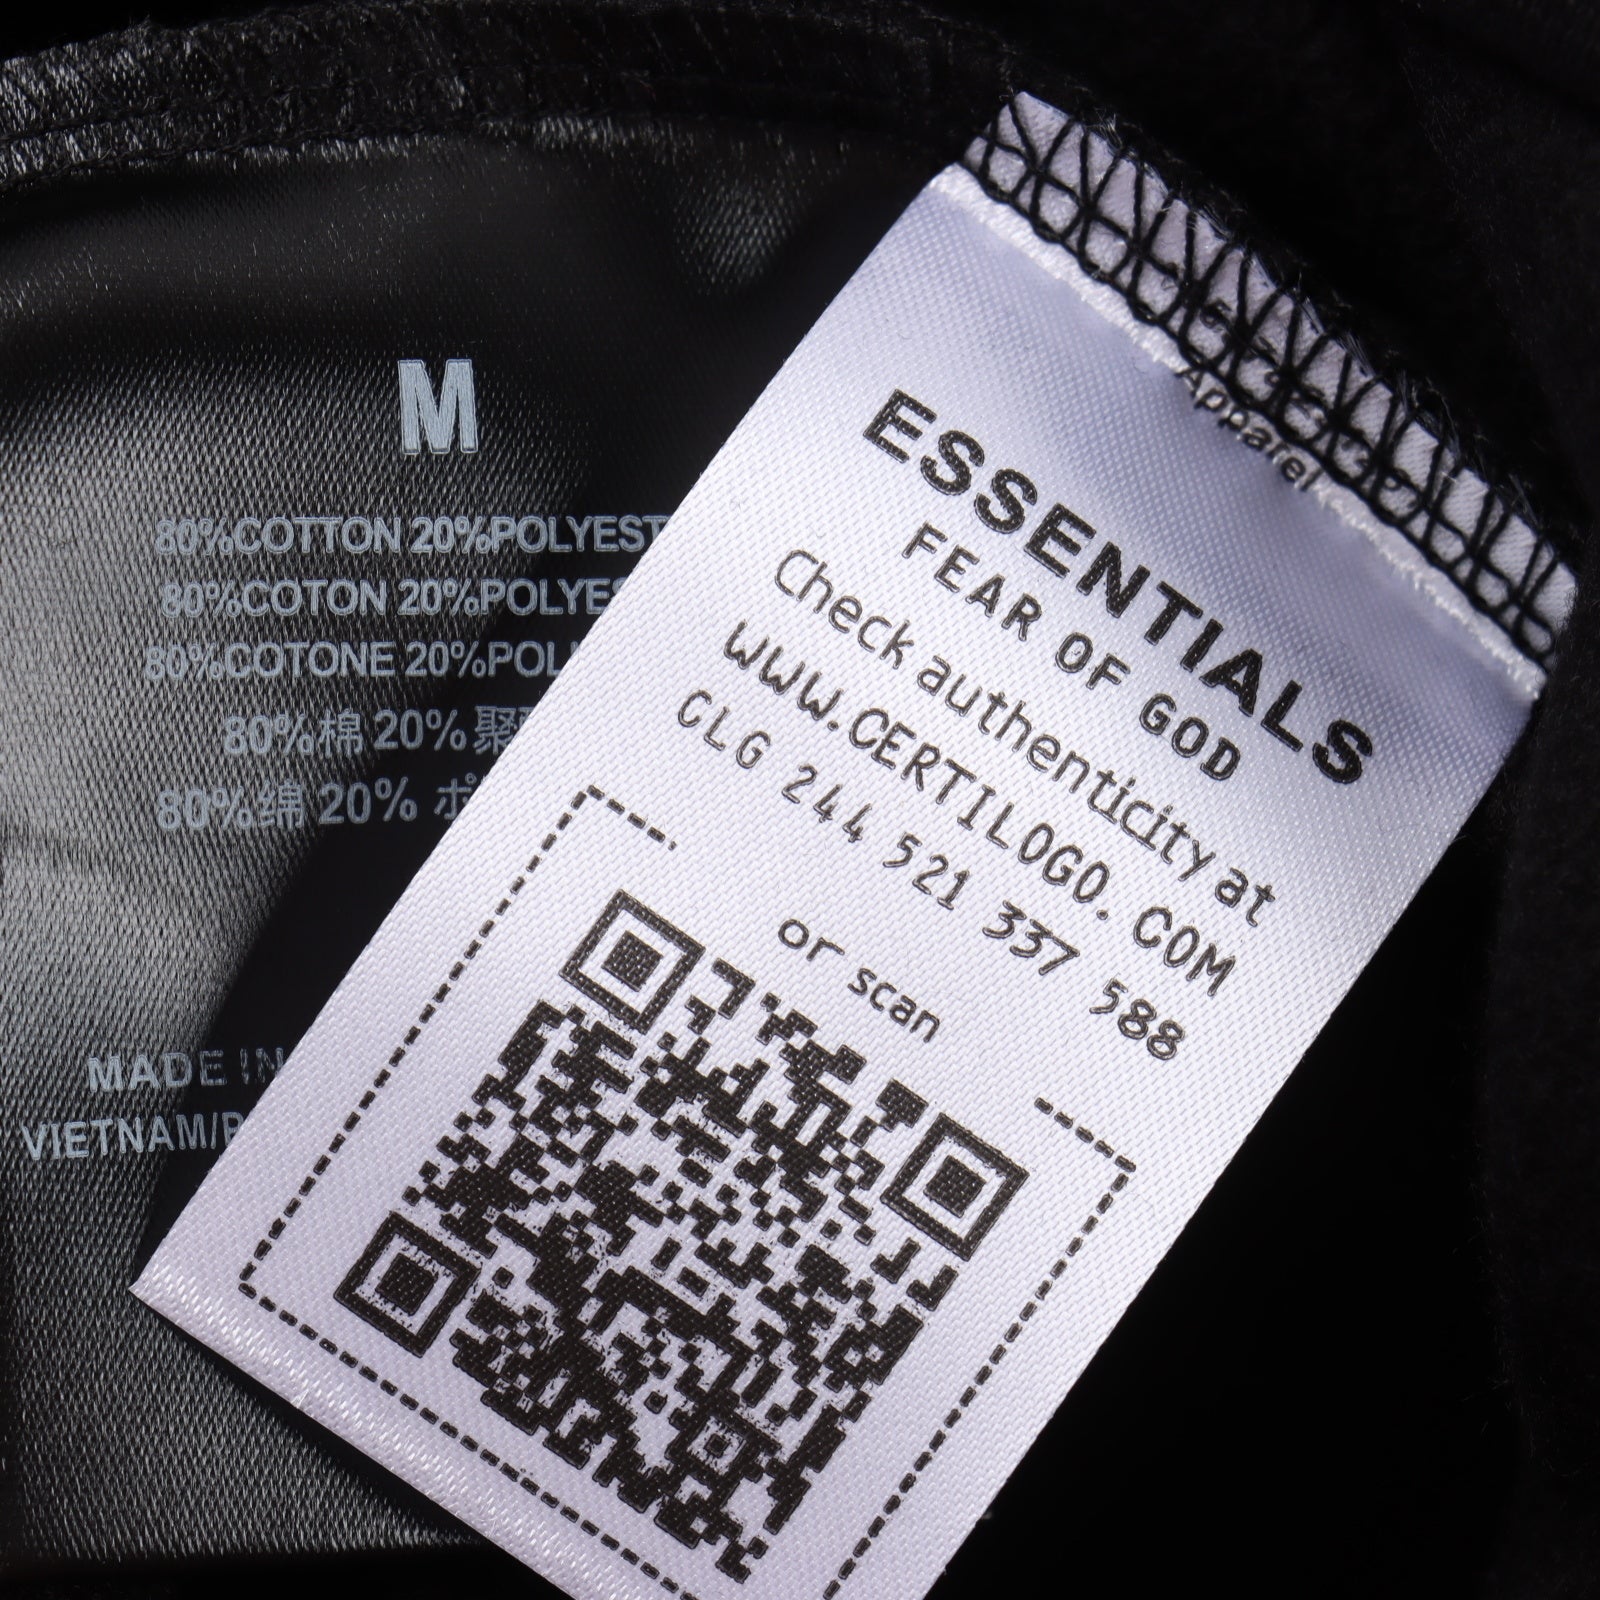 M
80%COTTON 20%POLYEST
80%COTON 20%POLYES
80%COTONE 20%POL
80%棉 20%聚
80%绵 20% ポ
MADE IN
VIETNAM/
Apparel
ESSENTIALS
FEAR OF GOD
Check authenticity at
WWW.CERTILOGO.COM
CLG 244 521 337 588
or scan